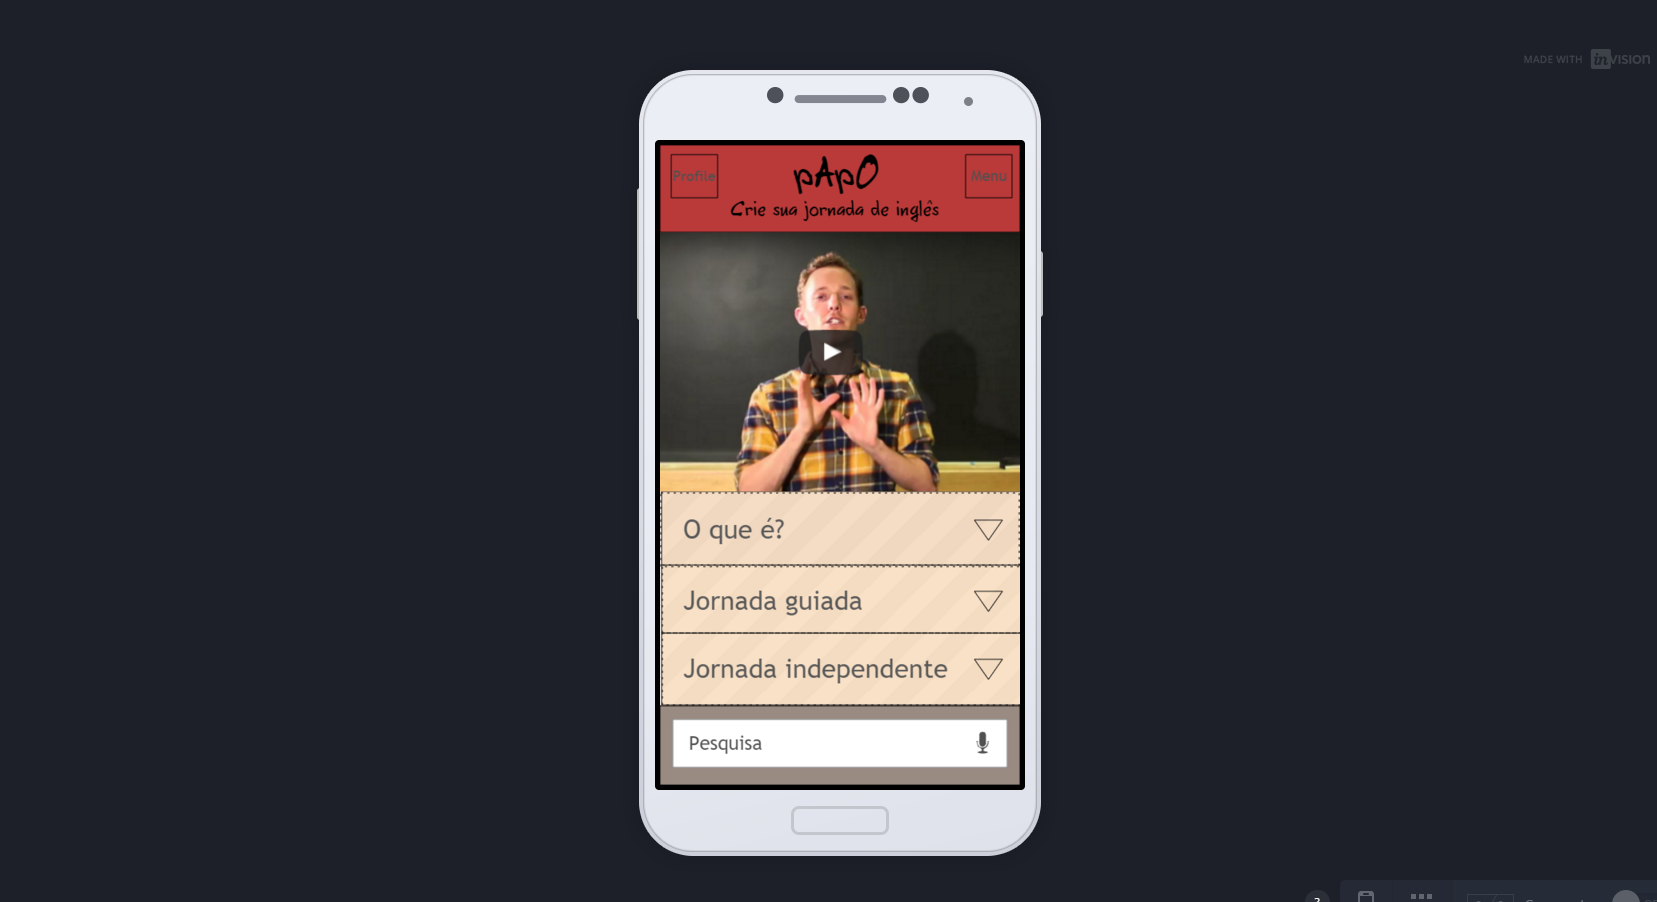 MADE WITH invision
Profile
pApO
Menu
Crie sua jornada de inglês
O que é?
Jornada guiada
Jornada independente
Pesquisa
?